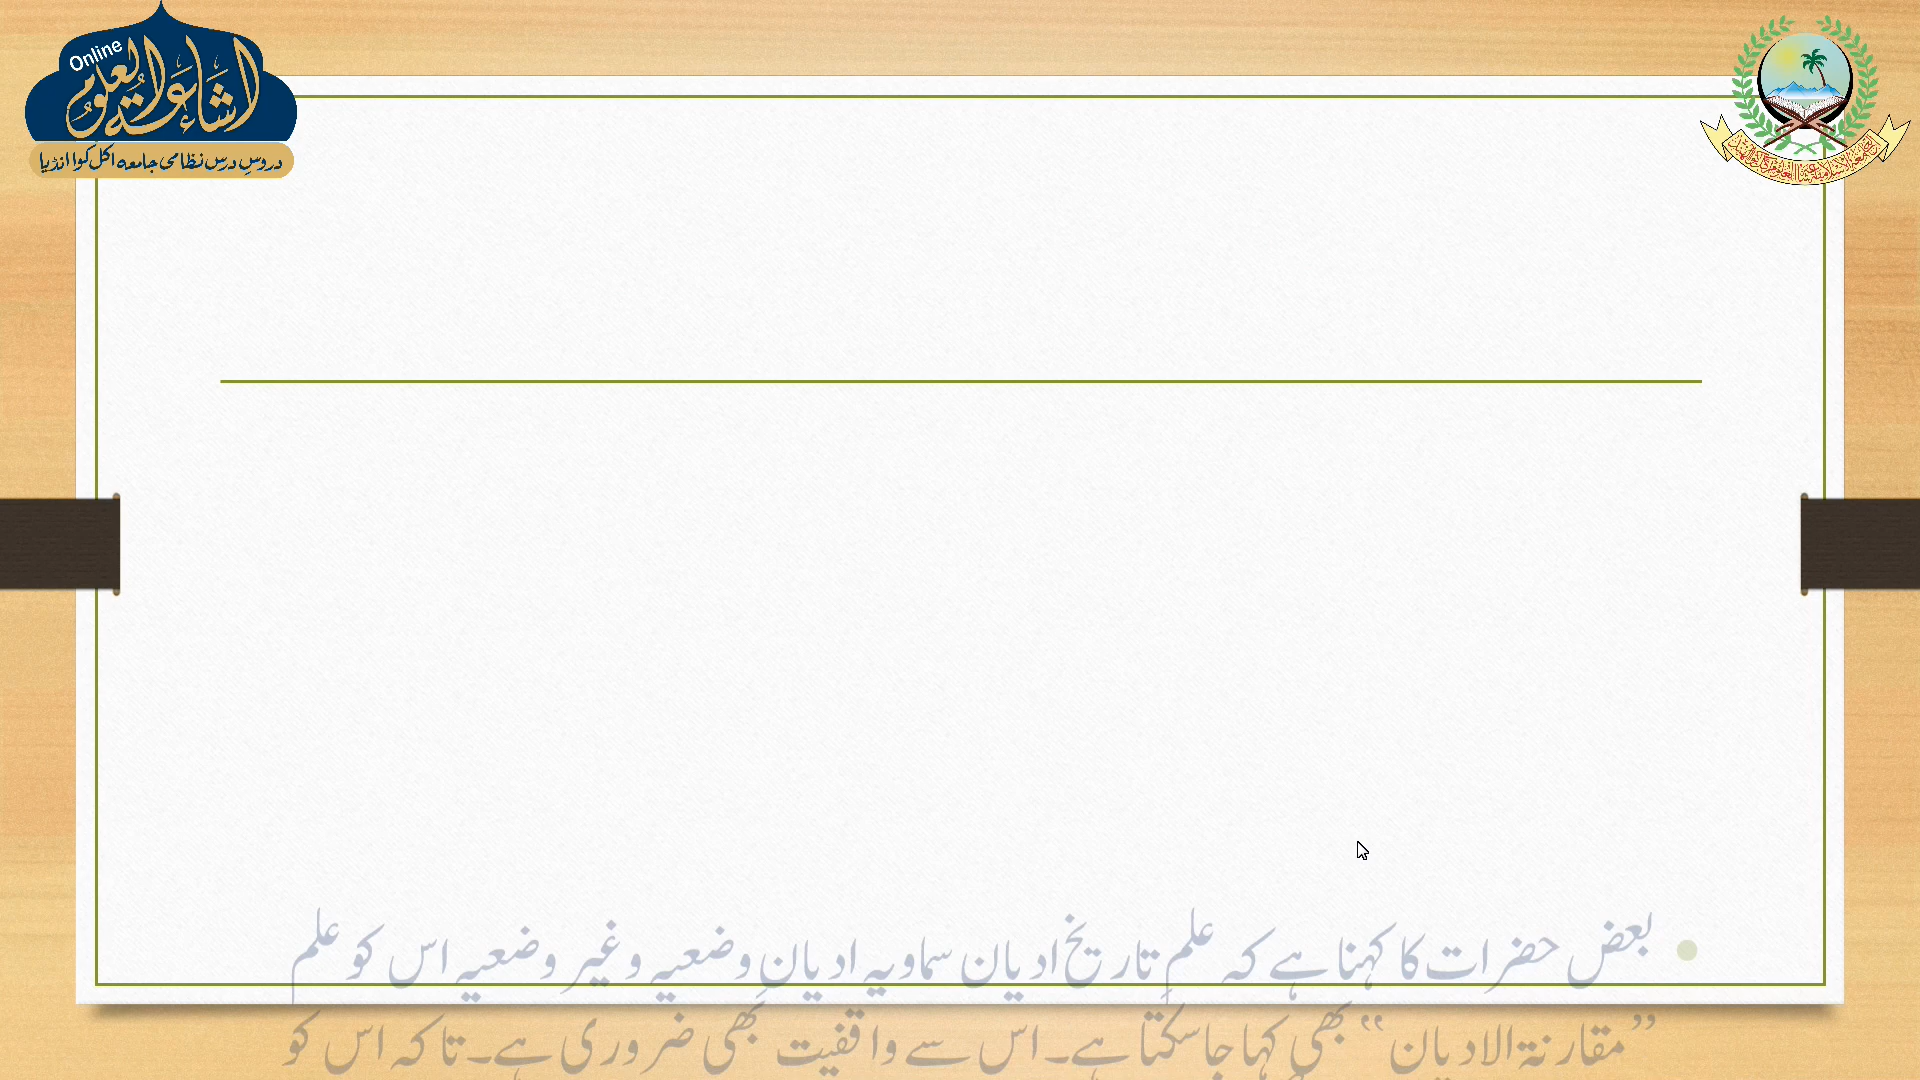 Online
اشاعة العلوم
دروسِ درس نظامی جامعہ اکل کوا انڈیا
بعض حضرات کا کہنا ہے کہ علمِ تاریخ ادیان سماویہ ادیانِ وضعیہ وغیر وضعیہ اس کو علم
”مقارنۃ الادیان“ بھی کہا جاسکتا ہے۔ اس سے واقفیت بھی ضروری ہے۔ تاکہ اس کو